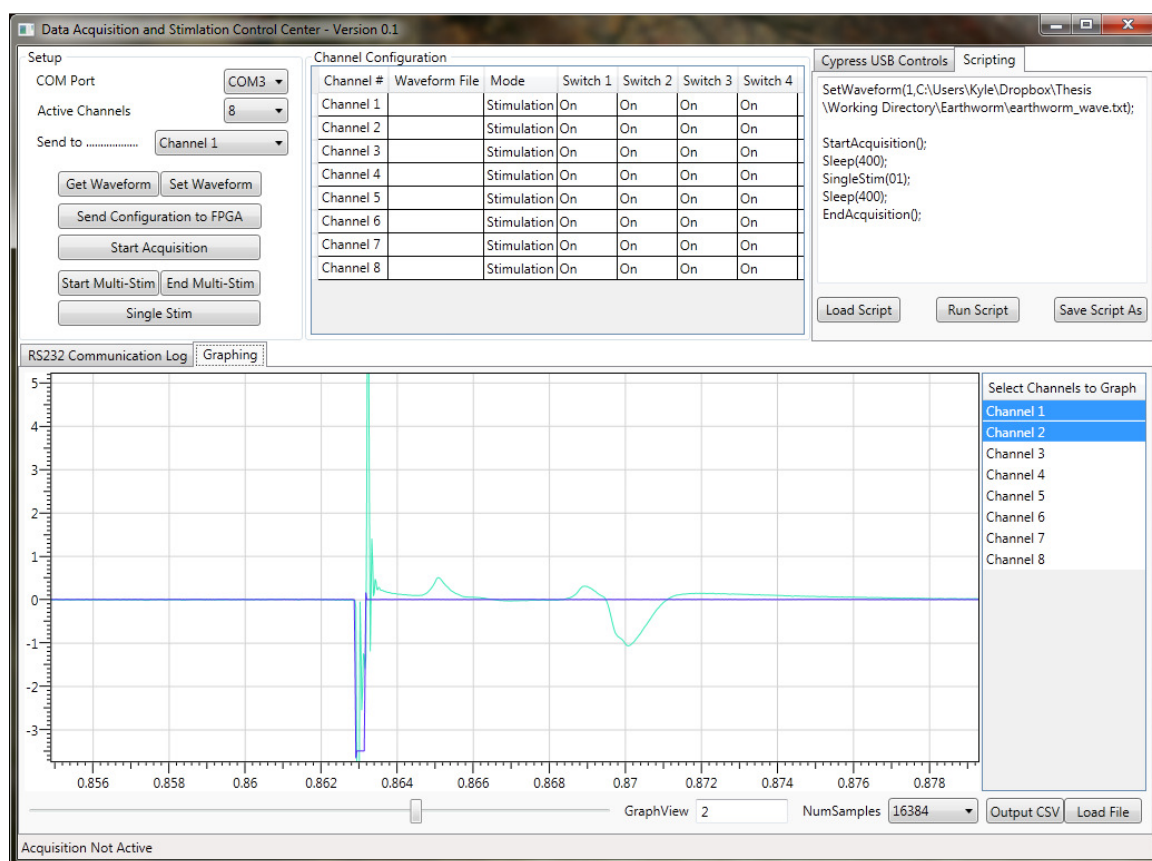 Data Acquisition and Stimlation Control Center - Version 0.1
Setup
COM Port COM3
Active Channels 8
Send to .................. Channel 1
Get Waveform Set Waveform
Send Configuration to FPGA
Start Acquisition
Start Multi-Stim End Multi-Stim
Single Stim
Channel Configuration
Channel # Waveform File Mode Switch 1 Switch 2 Switch 3 Switch 4
Channel 1 Stimulation On On On On
Channel 2 Stimulation On On On On
Channel 3 Stimulation On On On On
Channel 4 Stimulation On On On On
Channel 5 Stimulation On On On On
Channel 6 Stimulation On On On On
Channel 7 Stimulation On On On On
Channel 8 Stimulation On On On On
Cypress USB Controls Scripting
SetWaveform(1,C:\Users\Kyle\Dropbox\Thesis
\Working Directory\Earthworm\earthworm_wave.txt);
StartAcquisition();
Sleep(400);
SingleStim(01);
Sleep(400);
EndAcquisition();
Load Script Run Script Save Script As
RS232 Communication Log Graphing
5
4
3
2
1
0
-1
-2
-3
0.856 0.858 0.86 0.862 0.864 0.866 0.868 0.87 0.872 0.874 0.876 0.878
Select Channels to Graph
Channel 1
Channel 2
Channel 3
Channel 4
Channel 5
Channel 6
Channel 7
Channel 8
GraphView 2 NumSamples 16384 Output CSV Load File
Acquisition Not Active